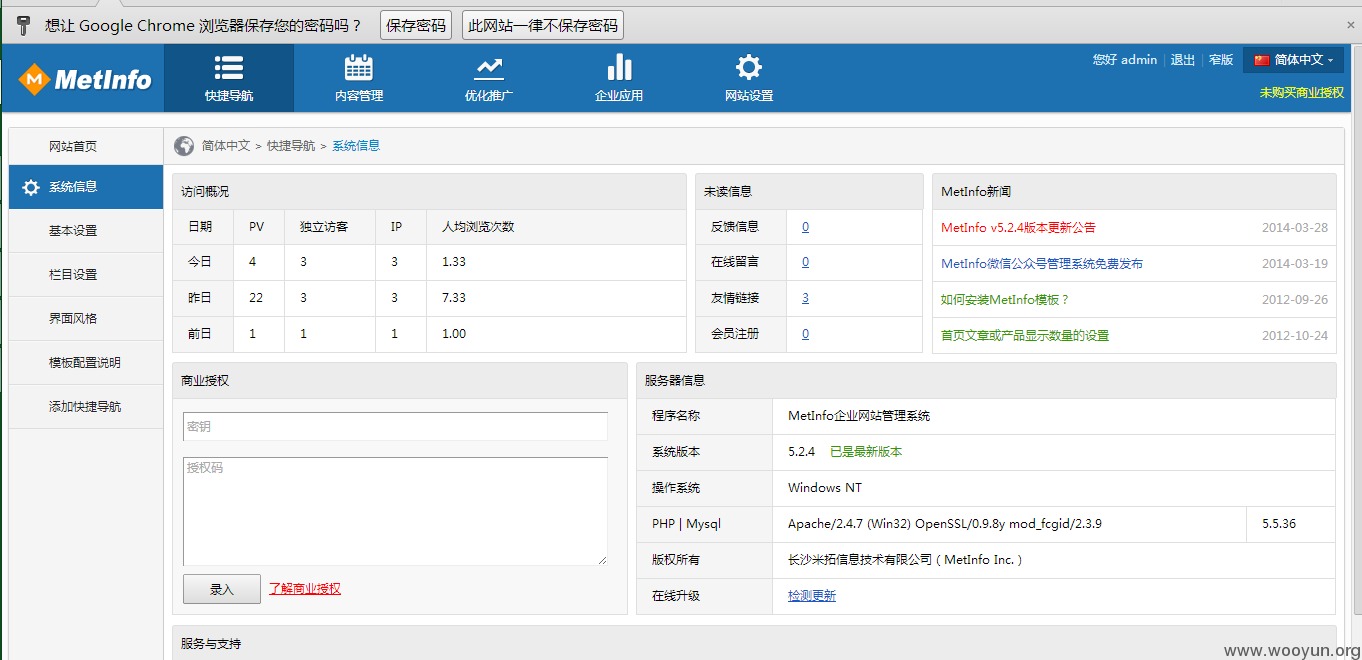 想让 Google Chrome 浏览器保存您的密码吗？ 保存密码 此网站一律不保存密码 ×
MetInfo 快捷导航 内容管理 优化推广 企业应用 网站设置
您好 admin 退出 窄版 简体中文
未购买商业授权
网站首页
系统信息
基本设置
栏目设置
界面风格
模板配置说明
添加快捷导航
简体中文 > 快捷导航 > 系统信息
访问概况
日期 PV 独立访客 IP 人均浏览次数
今日 4 3 3 1.33
昨日 22 3 3 7.33
前日 1 1 1 1.00
未读信息
反馈信息 0
在线留言 0
友情链接 3
会员注册 0
MetInfo新闻
MetInfo v5.2.4版本更新公告 2014-03-28
MetInfo微信公众号管理系统免费发布 2014-03-19
如何安装MetInfo模板？ 2012-09-26
首页文章或产品显示数量的设置 2012-10-24
商业授权
密钥
授权码
录入 了解商业授权
服务器信息
程序名称 MetInfo企业网站管理系统
系统版本 5.2.4 已是最新版本
操作系统 Windows NT
PHP | Mysql Apache/2.4.7 (Win32) OpenSSL/0.9.8y mod_fcgid/2.3.9 5.5.36
版权所有 长沙米拓信息技术有限公司 ( MetInfo Inc. )
在线升级 检测更新
服务与支持
www.wooyun.org